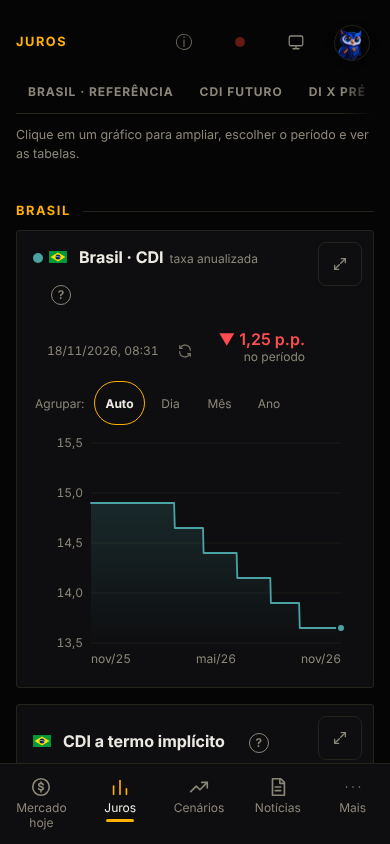 JUROS
BRASIL · REFERÊNCIA CDI FUTURO DI X PRÉ
Clique em um gráfico para ampliar, escolher o período e ver
as tabelas.
BRASIL
Brasil · CDI taxa anualizada
?
▼ 1,25 p.p.
18/11/2026, 08:31
no período
Agrupar: Auto Dia Mês Ano
15,5
15,0
14,5
14,0
13,5
nov/25 mai/26 nov/26
CDI a termo implícito ?
Mercado hoje
Juros
Cenários
Notícias
Mais